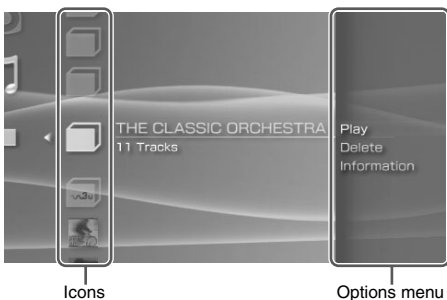 THE CLASSIC ORCHESTRA
11 Tracks
Play
Delete
Information
Icons
Options menu